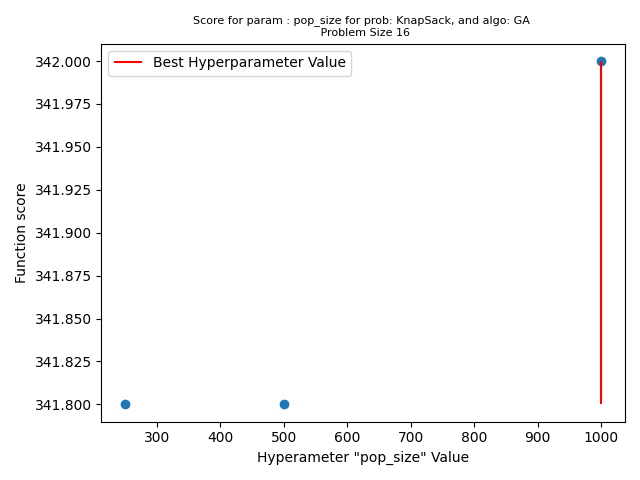 Score for param : pop_size for prob: KnapSack, and algo: GA
Problem Size 16
Best Hyperparameter Value
342.000
341.975
341.950
341.925
341.900
341.875
341.850
341.825
341.800
Function score
300 400 500 600 700 800 900 1000
Hyperameter "pop_size" Value